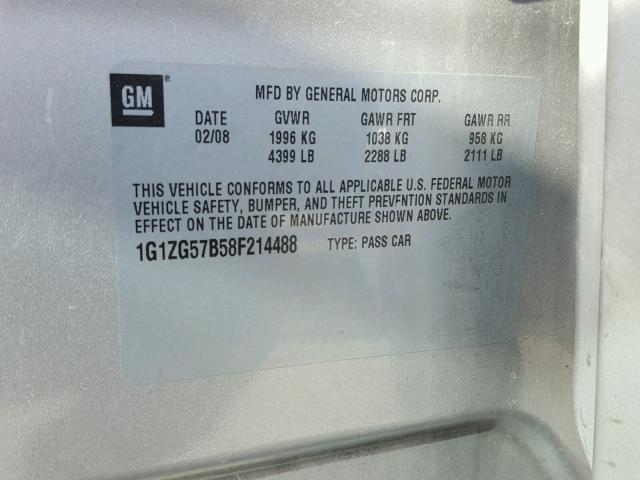 GM ®
MFD BY GENERAL MOTORS CORP.
DATE GVWR GAWR FRT GAWR RR
02/08 1996 KG 1038 KG 958 KG
4399 LB 2288 LB 2111 LB
THIS VEHICLE CONFORMS TO ALL APPLICABLE U.S. FEDERAL MOTOR
VEHICLE SAFETY, BUMPER, AND THEFT PREVENTION STANDARDS IN
EFFECT ON THE DATE OF MANUFACTURE SHOWN ABOVE.
1G1ZG57B58F214488 TYPE: PASS CAR